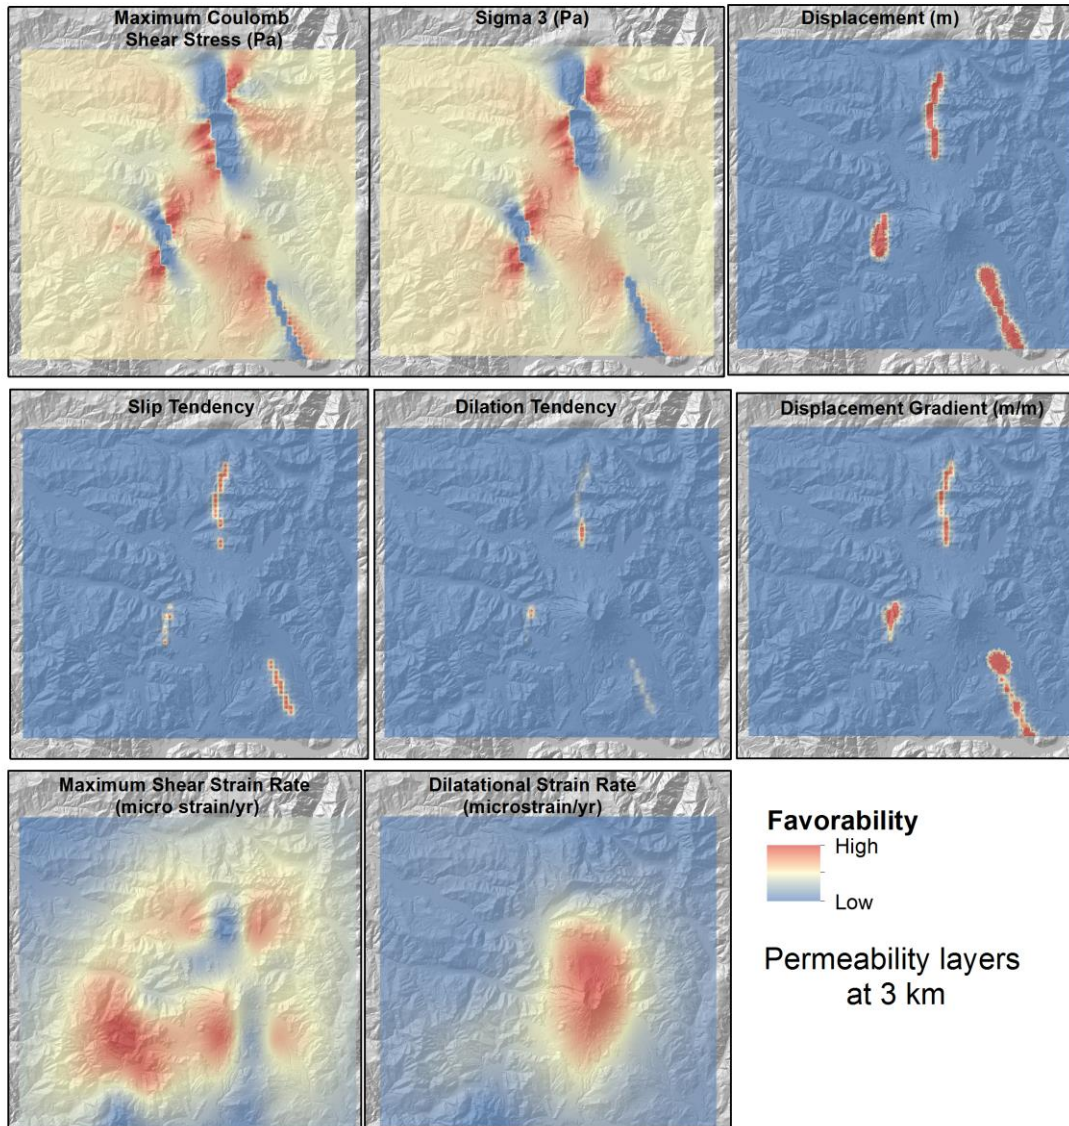 Maximum Coulomb
Shear Stress (Pa)
Sigma 3 (Pa)
Displacement (m)
Slip Tendency
Dilation Tendency
Displacement Gradient (m/m)
Maximum Shear Strain Rate
(micro strain/yr)
Dilatational Strain Rate
(microstrain/yr)
Favorability
High
Low
Permeability layers
at 3 km